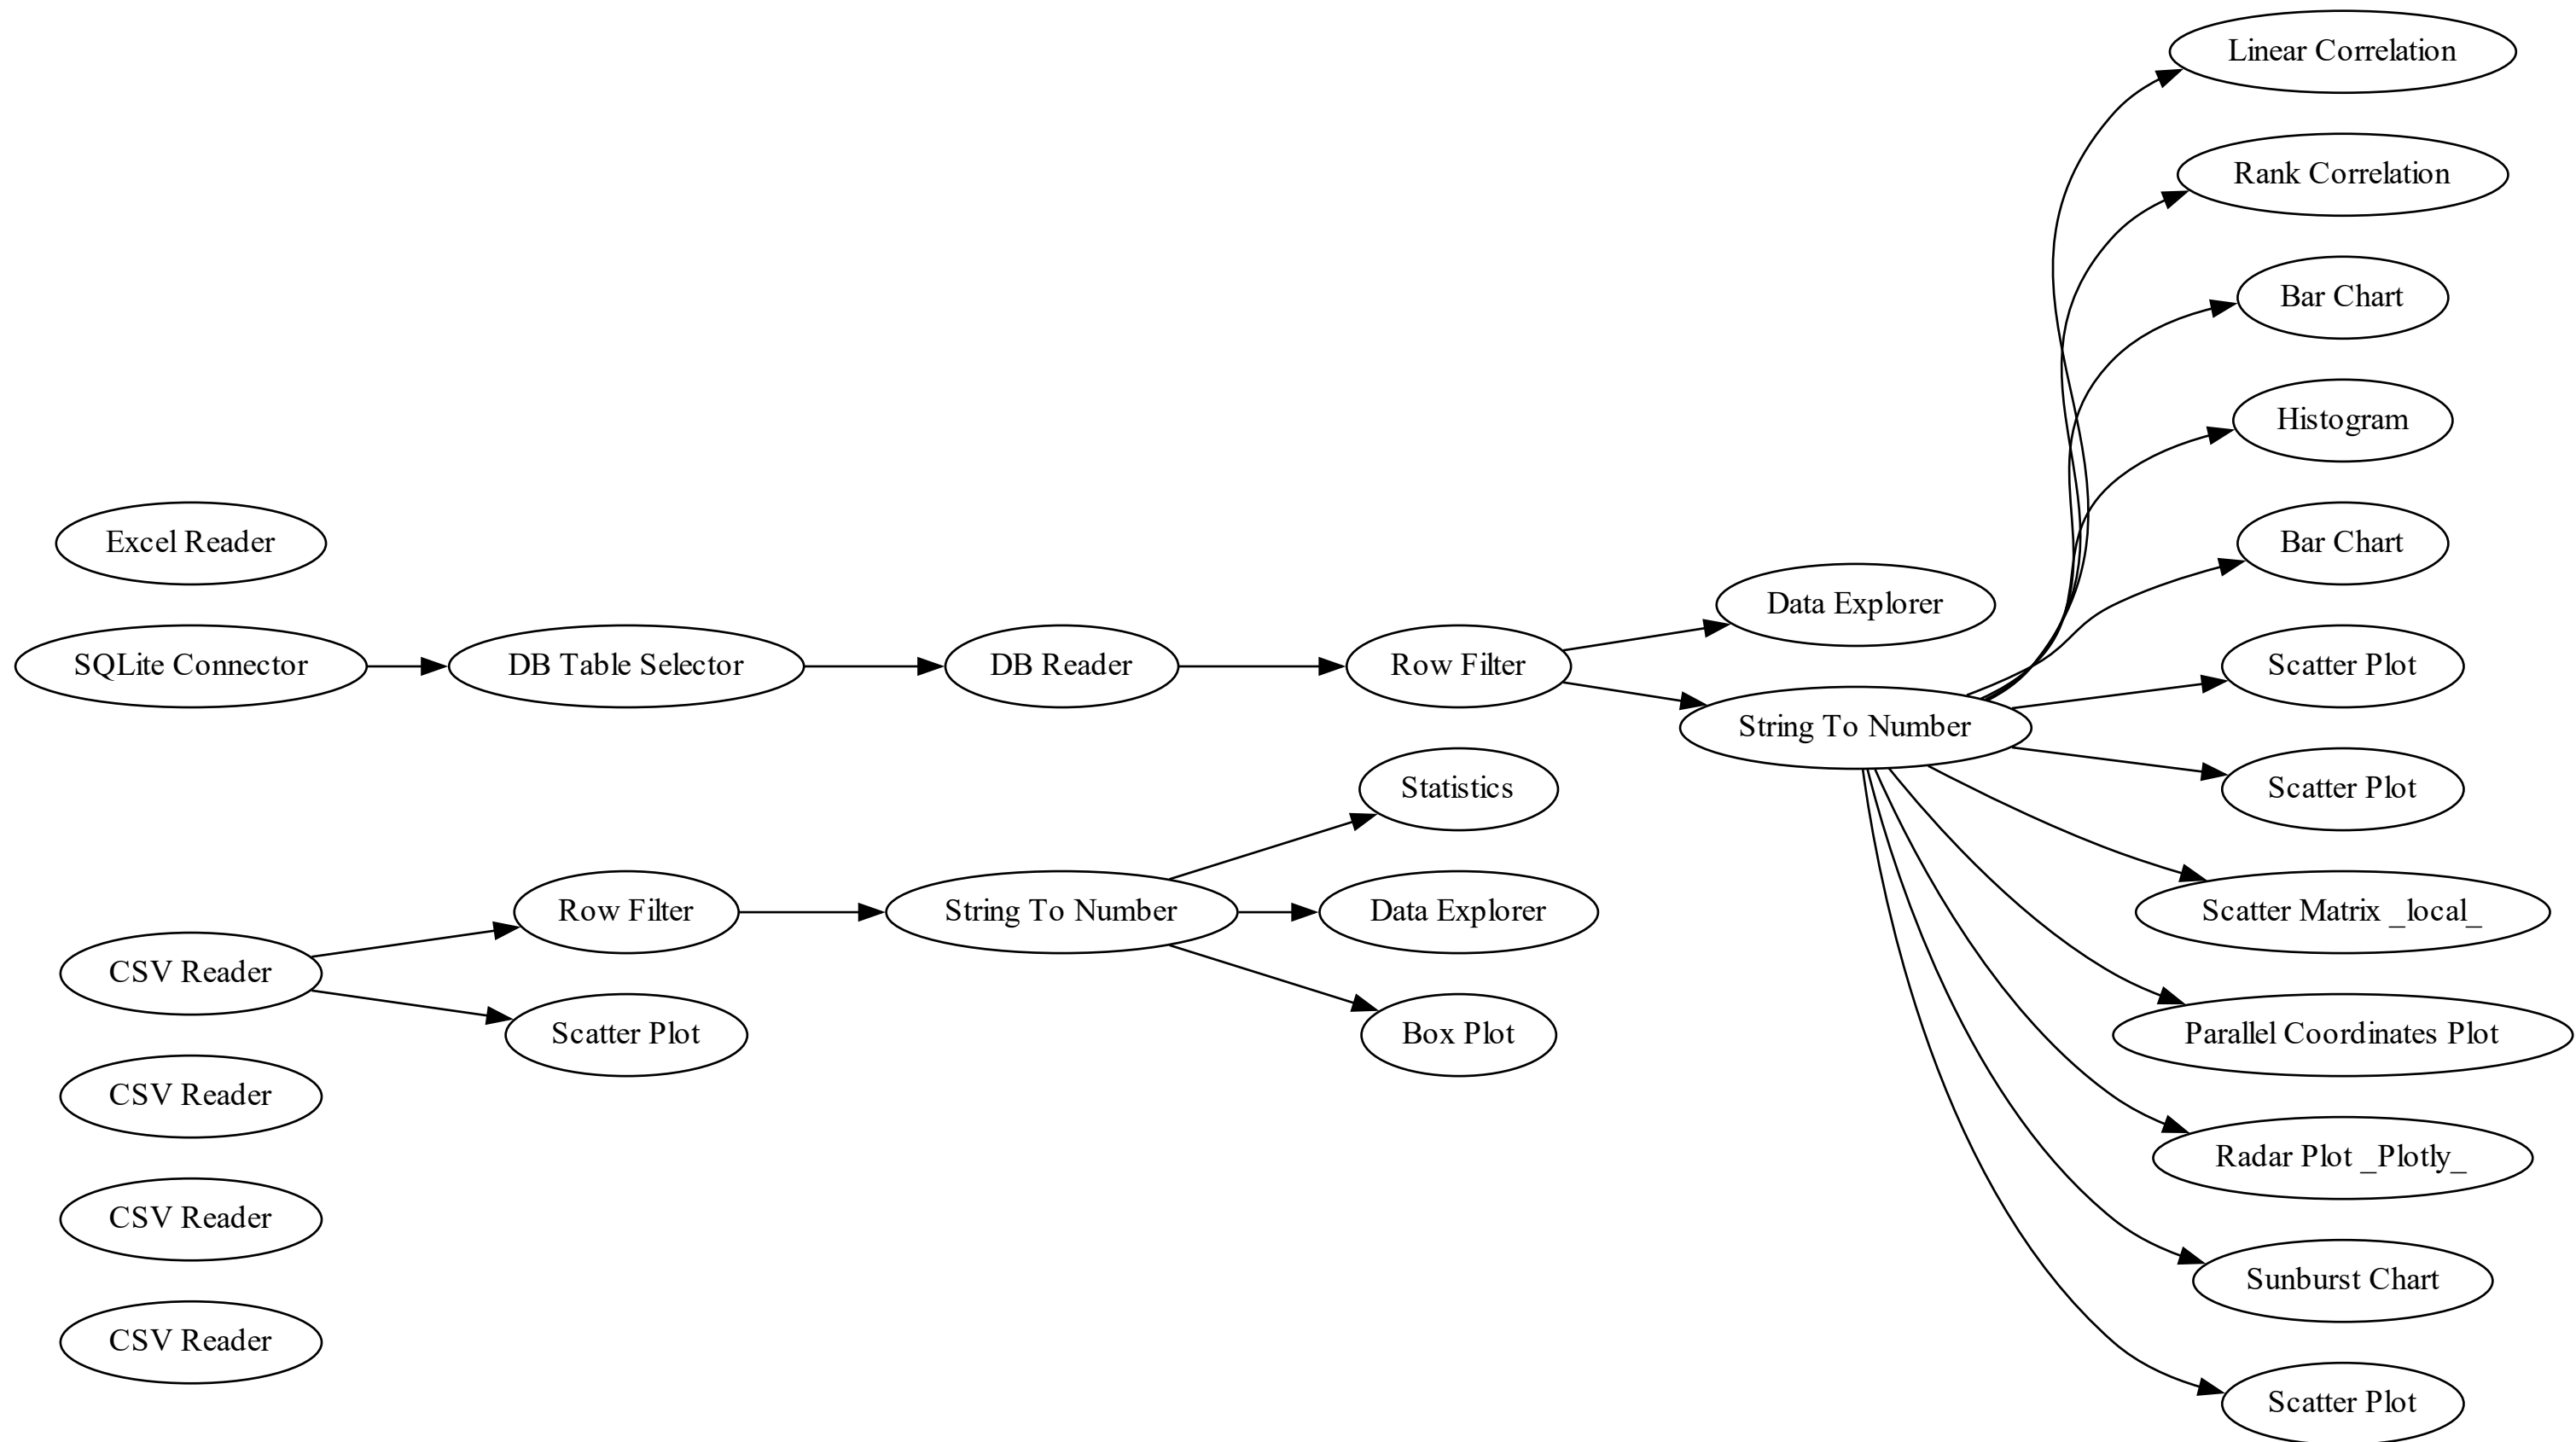 Linear Correlation
Rank Correlation
Bar Chart
Histogram
Excel Reader
Bar Chart
Data Explorer
SQLite Connector
DB Table Selector
DB Reader
Row Filter
Scatter Plot
String To Number
Statistics
Scatter Plot
Row Filter
String To Number
Data Explorer
Scatter Matrix _local_
CSV Reader
Scatter Plot
Box Plot
Parallel Coordinates Plot
CSV Reader
Radar Plot _Plotly_
CSV Reader
Sunburst Chart
CSV Reader
Scatter Plot